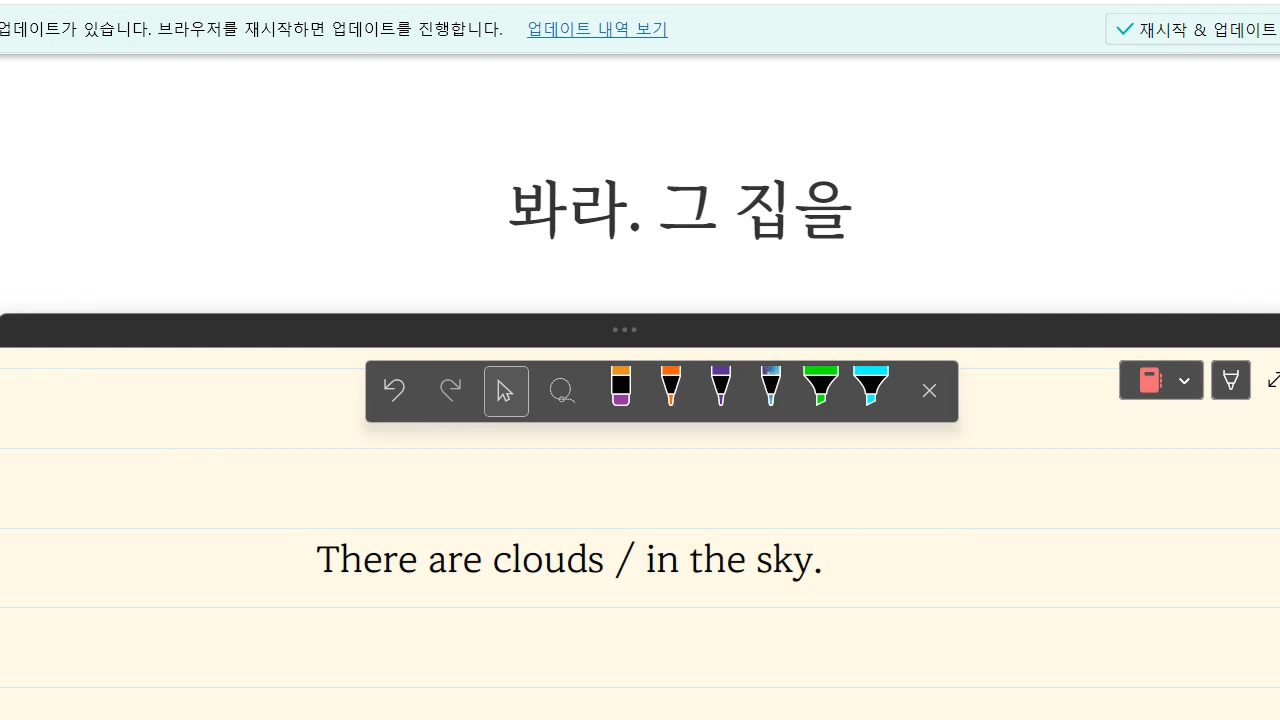 업데이트가 있습니다. 브라우저를 재시작하면 업데이트를 진행합니다. 업데이트 내역 보기 재시작 & 업데이트
봐라. 그 집을
There are clouds / in the sky.